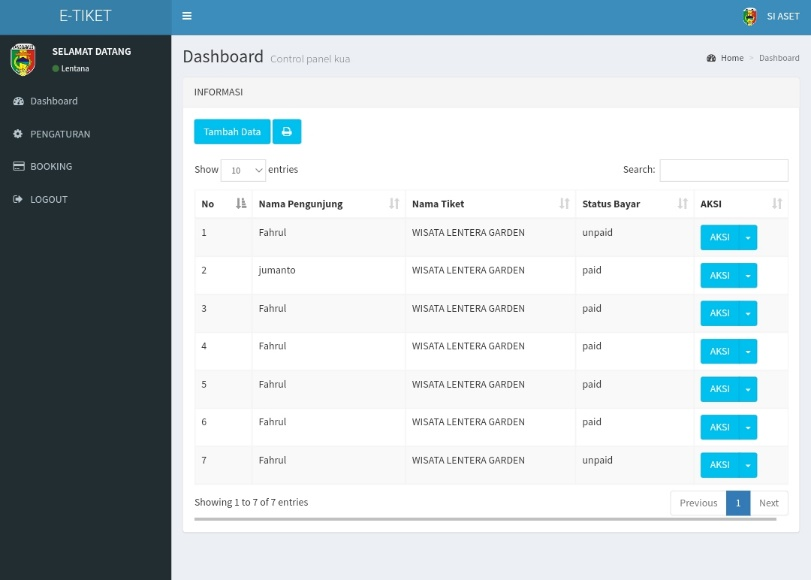 E-TIKET
SI ASET
SELAMAT DATANG
Lentana
Dashboard
PENGATURAN
BOOKING
LOGOUT
Dashboard Control panel kua
Home > Dashboard
INFORMASI
Tambah Data
Show 10 entries
Search:
No Nama Pengunjung Nama Tiket Status Bayar AKSI
1 Fahrul WISATA LENTERA GARDEN unpaid AKSI
2 jumanto WISATA LENTERA GARDEN paid AKSI
3 Fahrul WISATA LENTERA GARDEN paid AKSI
4 Fahrul WISATA LENTERA GARDEN paid AKSI
5 Fahrul WISATA LENTERA GARDEN paid AKSI
6 Fahrul WISATA LENTERA GARDEN paid AKSI
7 Fahrul WISATA LENTERA GARDEN unpaid AKSI
Showing 1 to 7 of 7 entries
Previous 1 Next